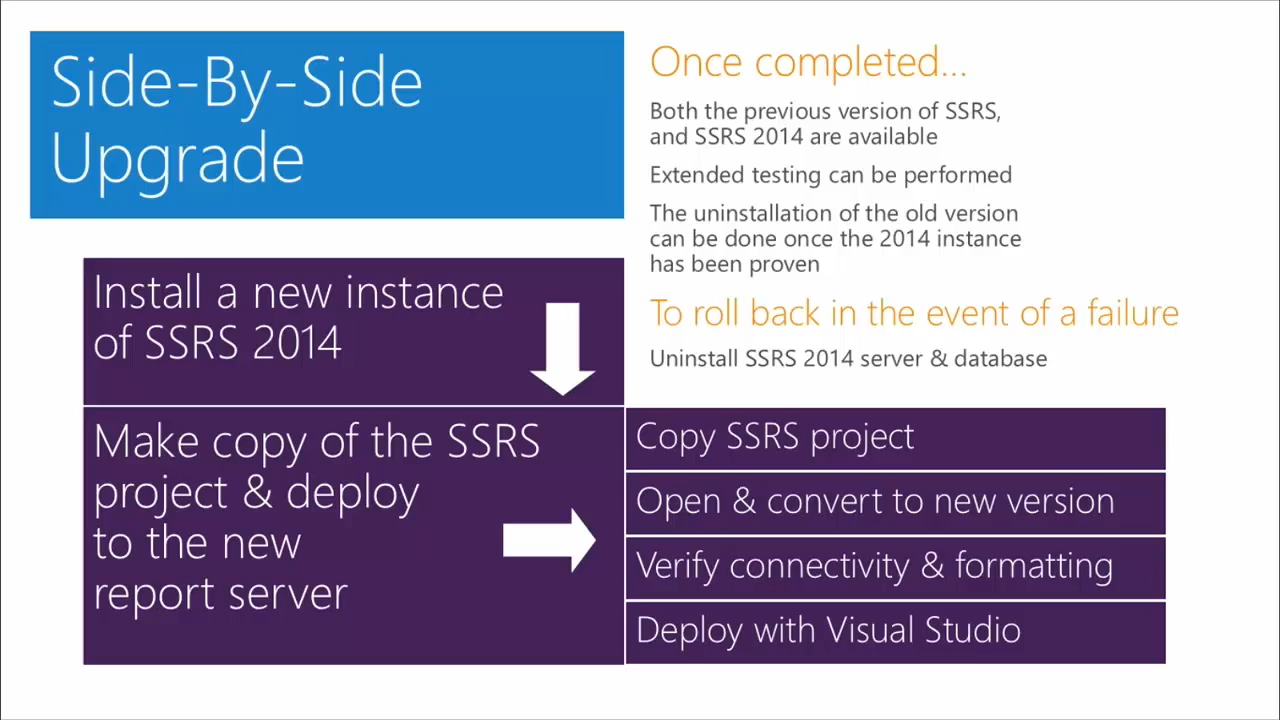 Side-By-Side
Upgrade
Install a new instance
of SSRS 2014
Make copy of the SSRS
project & deploy
to the new
report server
Once completed...
Both the previous version of SSRS,
and SSRS 2014 are available
Extended testing can be performed
The uninstallation of the old version
can be done once the 2014 instance
has been proven
To roll back in the event of a failure
Uninstall SSRS 2014 server & database
Copy SSRS project
Open & convert to new version
Verify connectivity & formatting
Deploy with Visual Studio